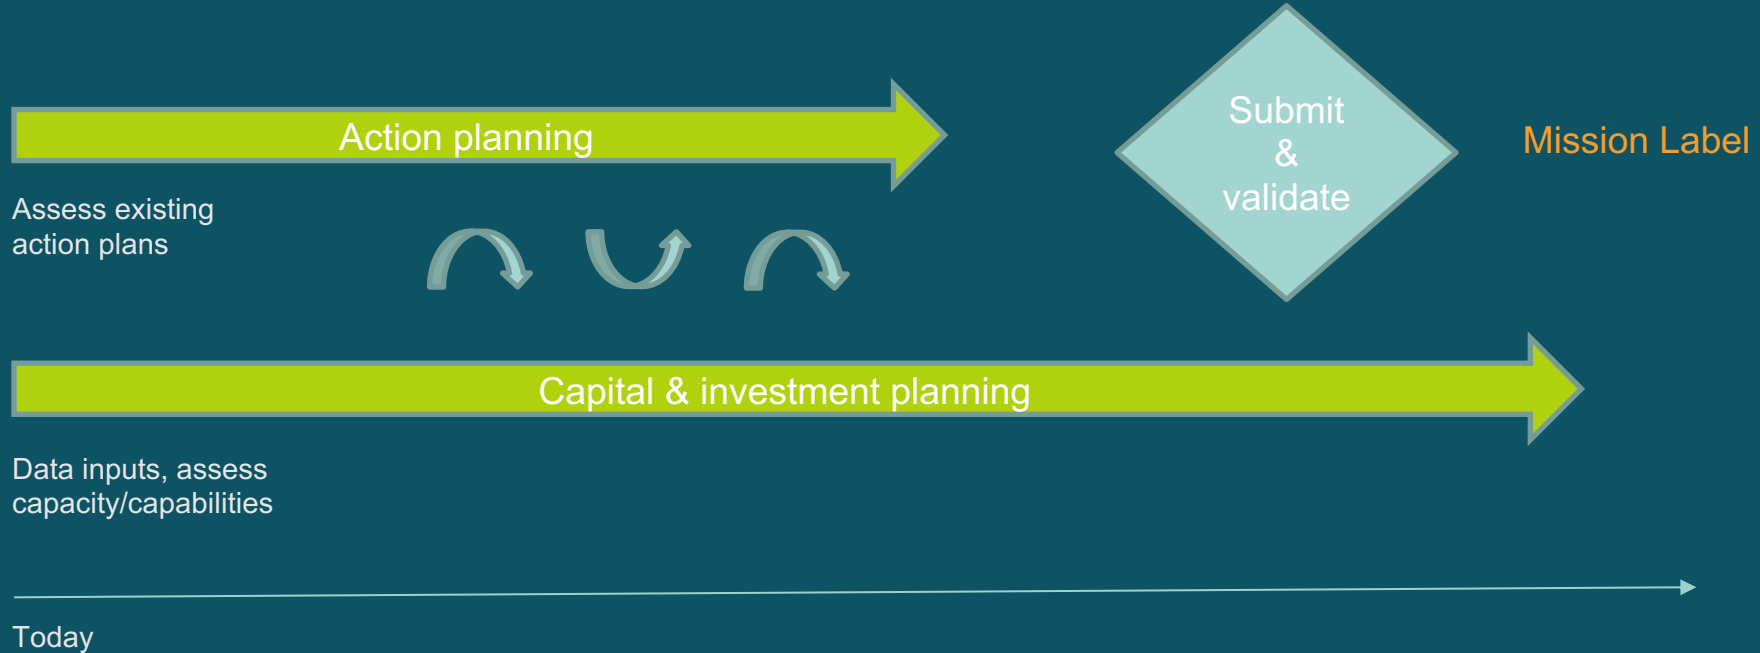 Action planning
Submit
&
validate
Mission Label
Assess existing
action plans
Capital & investment planning
Data inputs, assess
capacity/capabilities
Today